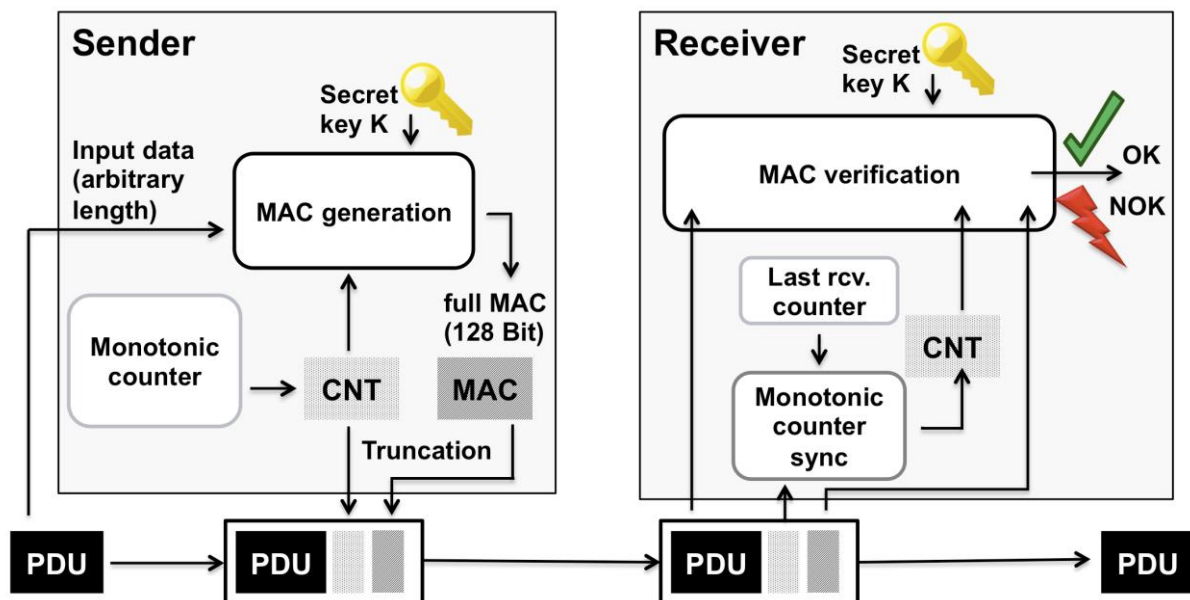 Sender
Secret
key K
Input data
(arbitrary
length)
MAC generation
full MAC
(128 Bit)
Monotonic
counter
CNT
MAC
Truncation
Receiver
Secret
key K
MAC verification
OK
NOK
Last rcv.
counter
CNT
Monotonic
counter
sync
PDU
PDU
PDU
PDU